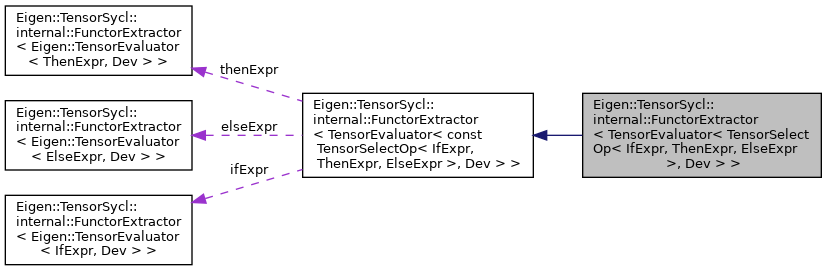 Eigen::TensorSycl::
internal::FunctorExtractor
< Eigen::TensorEvaluator
< ThenExpr, Dev > >
thenExpr
Eigen::TensorSycl::
internal::FunctorExtractor
< Eigen::TensorEvaluator
< ElseExpr, Dev > >
elseExpr
Eigen::TensorSycl::
internal::FunctorExtractor
< Eigen::TensorEvaluator
< IfExpr, Dev > >
ifExpr
Eigen::TensorSycl::
internal::FunctorExtractor
< TensorEvaluator< const
TensorSelectOp< IfExpr,
ThenExpr, ElseExpr >, Dev > >
Eigen::TensorSycl::
internal::FunctorExtractor
< TensorEvaluator< TensorSelect
Op< IfExpr, ThenExpr, ElseExpr
>, Dev > >